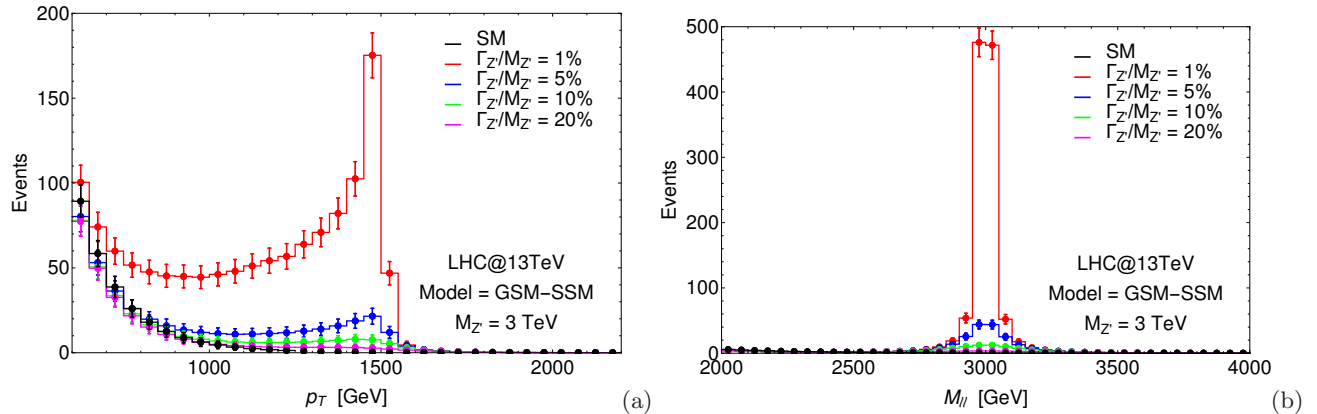 200
150
100
50
0
Events
1000
1500
2000
p_T [GeV]
SM
Γ_Z'/M_Z' = 1%
Γ_Z'/M_Z' = 5%
Γ_Z'/M_Z' = 10%
Γ_Z'/M_Z' = 20%
LHC@13TeV
Model = GSM−SSM
M_Z' = 3 TeV
(a)
500
400
300
200
100
0
Events
2000
2500
3000
3500
4000
M_ll [GeV]
SM
Γ_Z'/M_Z' = 1%
Γ_Z'/M_Z' = 5%
Γ_Z'/M_Z' = 10%
Γ_Z'/M_Z' = 20%
LHC@13TeV
Model = GSM−SSM
M_Z' = 3 TeV
(b)